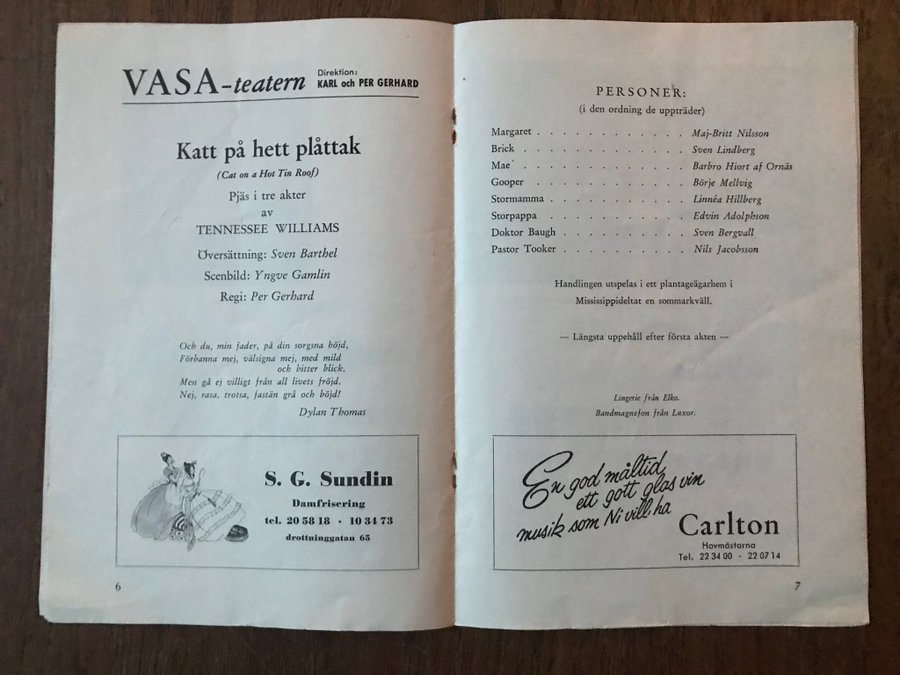 VASA-teatern Direktion:
KARL och PER GERHARD
Katt på hett plåttak
(Cat on a Hot Tin Roof)
Pjäs i tre akter
av
TENNESSEE WILLIAMS
Översättning: Sven Barthel
Scenbild: Yngve Gamlin
Regi: Per Gerhard
Och du, min fader, på din sorgsna höjd,
Förbanna mej, välsigna mej, med mild
och bitter blick.
Men gå ej villigt från all livets fröjd.
Nej, rasa, trotsa, fastän grå och böjd!
Dylan Thomas
S. G. Sundin
Damfrisering
tel. 20 58 18 • 10 34 73
drottninggatan 65
6
PERSONER:
(i den ordning de uppträder)
Margaret . . . . . . . . . . . . Maj-Britt Nilsson
Brick . . . . . . . . . . . . . Sven Lindberg
Mae . . . . . . . . . . . . . Barbro Hiort af Ornäs
Gooper . . . . . . . . . . . . Börje Mellvig
Stormamma . . . . . . . . . . . Linnéa Hillberg
Storpappa . . . . . . . . . . . Edvin Adolphson
Doktor Baugh . . . . . . . . . . Sven Bergvall
Pastor Tooker . . . . . . . . . . Nils Jacobsson
Handlingen utspelas i ett plantageägarhem i
Mississippideltat en sommarkväll.
— Längsta uppehåll efter första akten —
Lingerie från Elko.
Bandmagnefon från Luxor.
En god måltid,
ett gott glas vin
musik som Ni vill ha
Carlton
Hovmästarna
Tel. 22 34 00 - 22 07 14
7